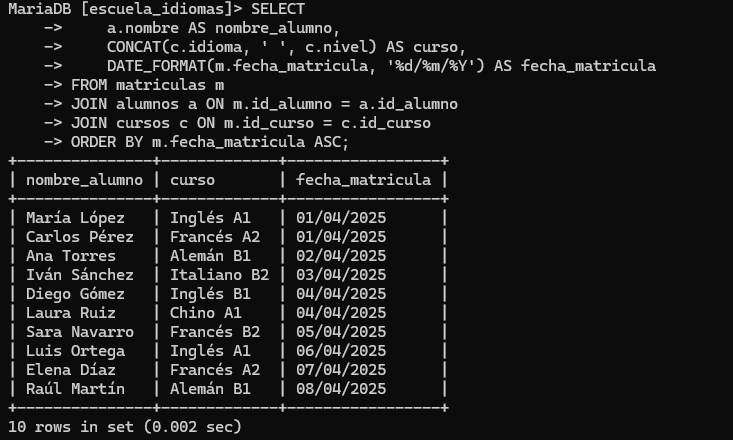 MariaDB [escuela_idiomas]> SELECT
    ->     a.nombre AS nombre_alumno,
    ->     CONCAT(c.idioma, ' ', c.nivel) AS curso,
    ->     DATE_FORMAT(m.fecha_matricula, '%d/%m/%Y') AS fecha_matricula
    -> FROM matriculas m
    -> JOIN alumnos a ON m.id_alumno = a.id_alumno
    -> JOIN cursos c ON m.id_curso = c.id_curso
    -> ORDER BY m.fecha_matricula ASC;
+---------------+-------------+-----------------+
| nombre_alumno | curso       | fecha_matricula |
+---------------+-------------+-----------------+
| María López   | Inglés A1   | 01/04/2025      |
| Carlos Pérez  | Francés A2  | 01/04/2025      |
| Ana Torres    | Alemán B1   | 02/04/2025      |
| Iván Sánchez  | Italiano B2 | 03/04/2025      |
| Diego Gómez   | Inglés B1   | 04/04/2025      |
| Laura Ruiz    | Chino A1    | 04/04/2025      |
| Sara Navarro  | Francés B2  | 05/04/2025      |
| Luis Ortega   | Inglés A1   | 06/04/2025      |
| Elena Díaz    | Francés A2  | 07/04/2025      |
| Raúl Martín   | Alemán B1   | 08/04/2025      |
+---------------+-------------+-----------------+
10 rows in set (0.002 sec)